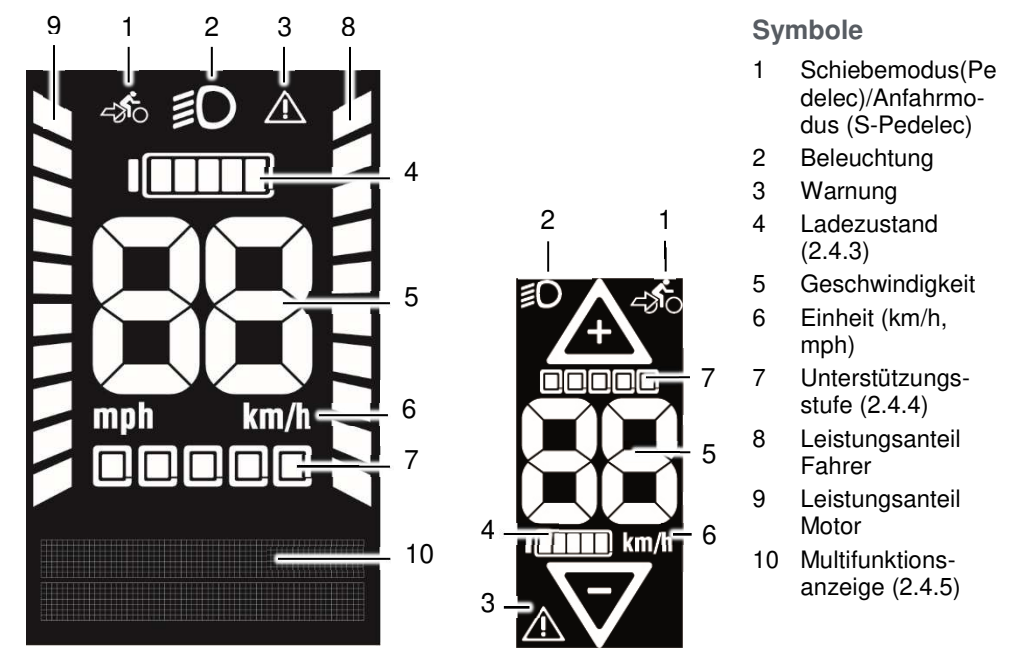 9 1 2 3 8
4
5
mph km/h 6
7
10
2 1
+
7
5
4 km/h 6
−
3
Symbole
1 Schiebemodus(Pe
delec)/Anfahrmo-
dus (S-Pedelec)
2 Beleuchtung
3 Warnung
4 Ladezustand
(2.4.3)
5 Geschwindigkeit
6 Einheit (km/h,
mph)
7 Unterstützungs-
stufe (2.4.4)
8 Leistungsanteil
Fahrer
9 Leistungsanteil
Motor
10 Multifunktions-
anzeige (2.4.5)